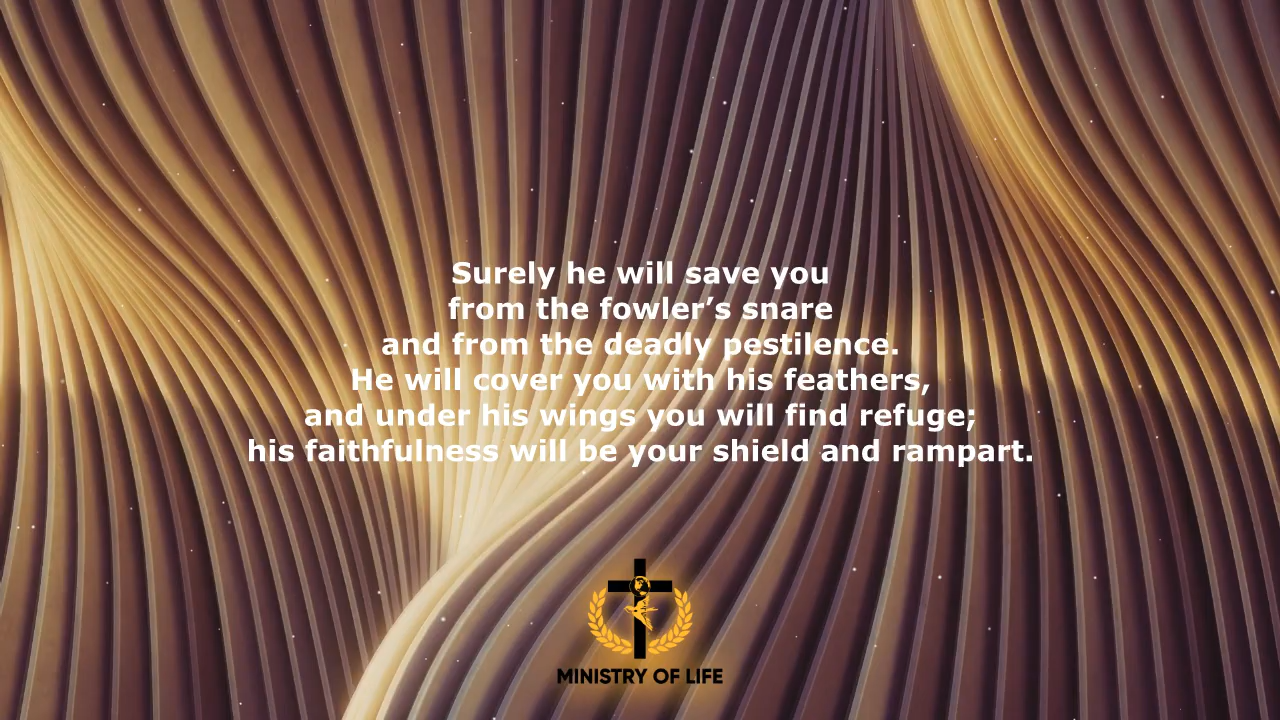 Surely he will save you
from the fowler’s snare
and from the deadly pestilence.
He will cover you with his feathers,
and under his wings you will find refuge;
his faithfulness will be your shield and rampart.
MINISTRY OF LIFE